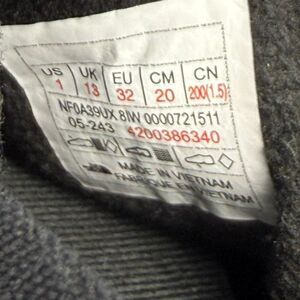 US UK EU CM CN
1 13 32 20 200(1.5)
NF0A39UX 8IW 0000721511
05-243 4200386340
MADE IN VIETNAM
FABRIQUÉ EN VIETNAM